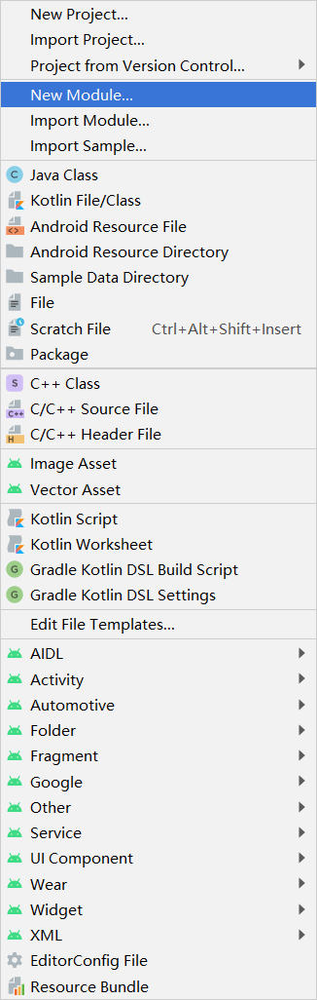 New Project...
Import Project...
Project from Version Control...
New Module...
Import Module...
Import Sample...
C Java Class
Kotlin File/Class
<> Android Resource File
Android Resource Directory
Sample Data Directory
File
Scratch File Ctrl+Alt+Shift+Insert
Package
S C++ Class
C++ C/C++ Source File
H C/C++ Header File
Image Asset
Vector Asset
Kotlin Script
Kotlin Worksheet
G Gradle Kotlin DSL Build Script
G Gradle Kotlin DSL Settings
Edit File Templates...
AIDL
Activity
Automotive
Folder
Fragment
Google
Other
Service
UI Component
Wear
Widget
XML
EditorConfig File
Resource Bundle